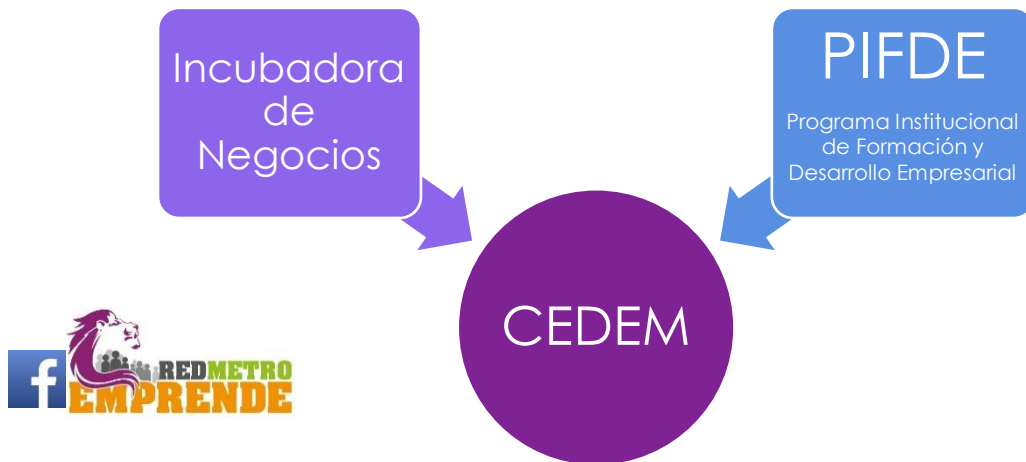 Incubadora
de
Negocios
PIFDE
Programa Institucional
de Formación y
Desarrollo Empresarial
CEDEM
f
REDMETRO
EMPRENDE